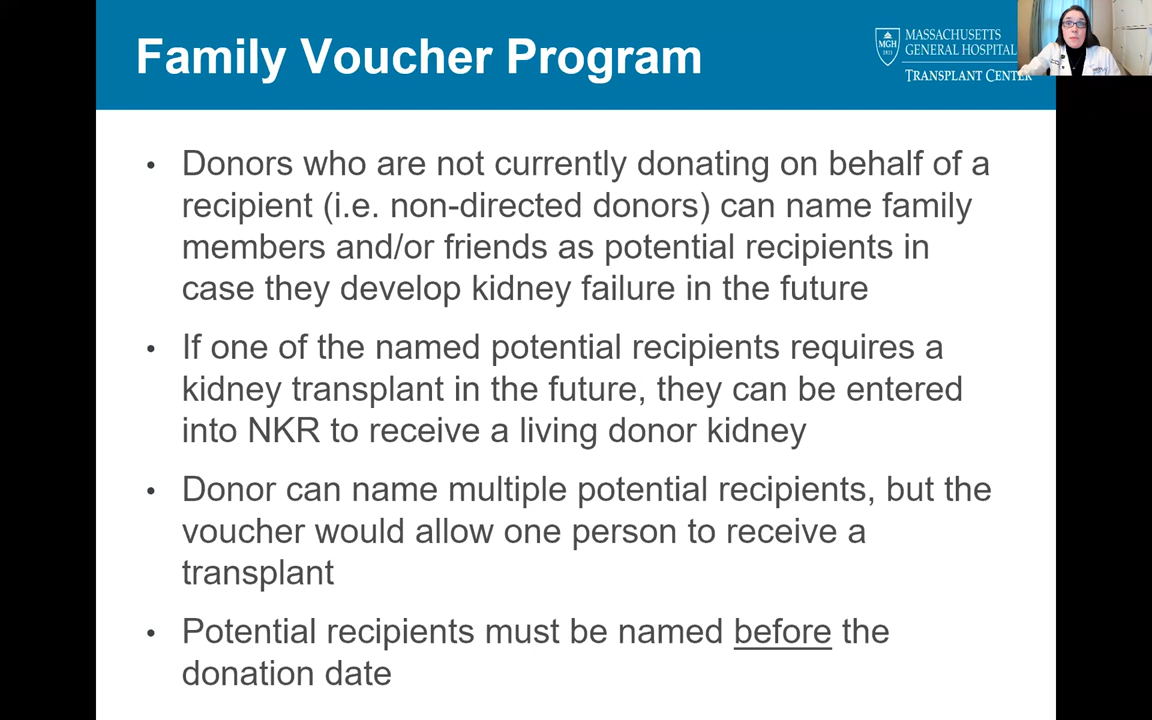 Family Voucher Program
MASSACHUSETTS
GENERAL HOSPITAL
TRANSPLANT CENTER
MGH
1811
• Donors who are not currently donating on behalf of a
recipient (i.e. non-directed donors) can name family
members and/or friends as potential recipients in
case they develop kidney failure in the future
• If one of the named potential recipients requires a
kidney transplant in the future, they can be entered
into NKR to receive a living donor kidney
• Donor can name multiple potential recipients, but the
voucher would allow one person to receive a
transplant
• Potential recipients must be named before the
donation date